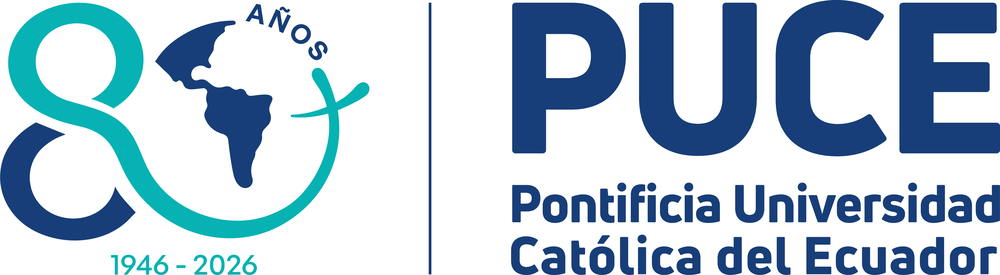 AÑOS
1946 - 2026
PUCE
Pontificia Universidad
Católica del Ecuador